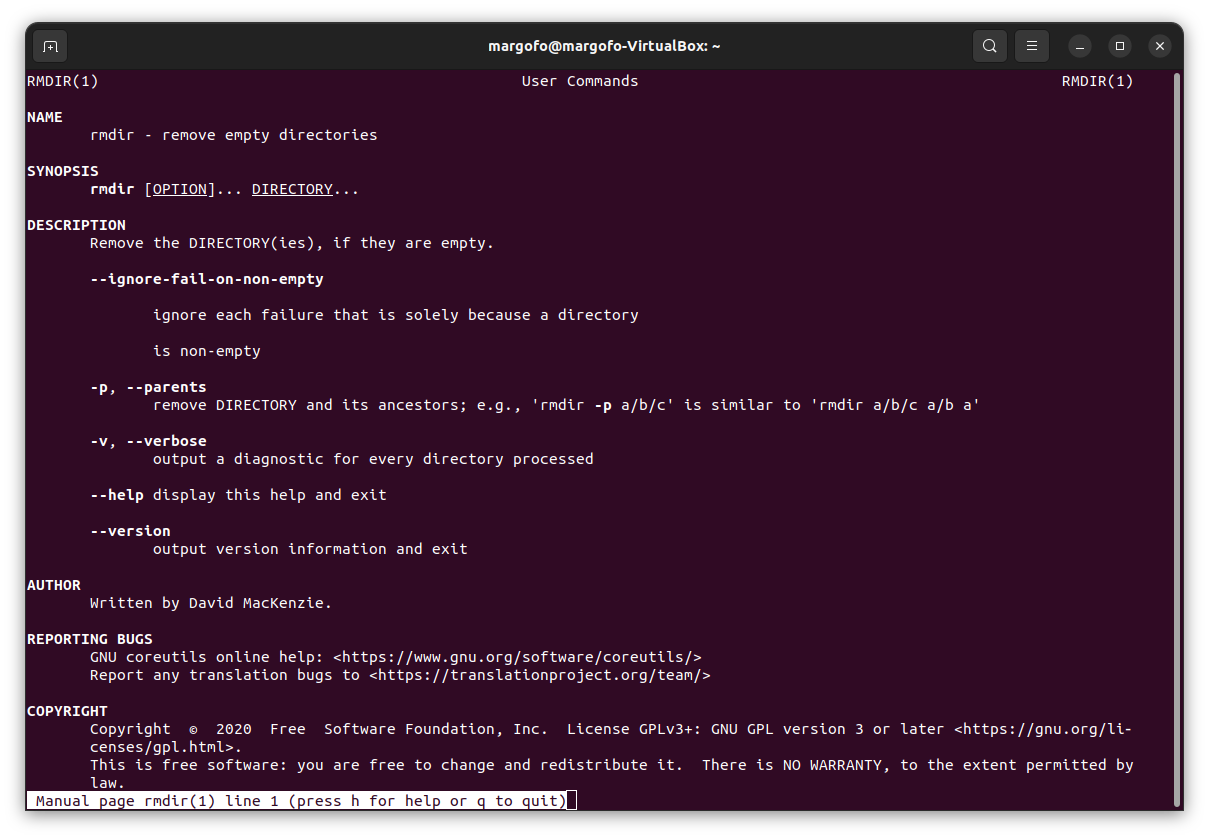 margofo@margofo-VirtualBox: ~
RMDIR(1) User Commands RMDIR(1)
NAME
rmdir - remove empty directories
SYNOPSIS
rmdir [OPTION]... DIRECTORY...
DESCRIPTION
Remove the DIRECTORY(ies), if they are empty.
--ignore-fail-on-non-empty
ignore each failure that is solely because a directory
is non-empty
-p, --parents
remove DIRECTORY and its ancestors; e.g., 'rmdir -p a/b/c' is similar to 'rmdir a/b/c a/b a'
-v, --verbose
output a diagnostic for every directory processed
--help display this help and exit
--version
output version information and exit
AUTHOR
Written by David MacKenzie.
REPORTING BUGS
GNU coreutils online help: <https://www.gnu.org/software/coreutils/>
Report any translation bugs to <https://translationproject.org/team/>
COPYRIGHT
Copyright © 2020 Free Software Foundation, Inc. License GPLv3+: GNU GPL version 3 or later <https://gnu.org/li-
censes/gpl.html>.
This is free software: you are free to change and redistribute it. There is NO WARRANTY, to the extent permitted by
law.
Manual page rmdir(1) line 1 (press h for help or q to quit)